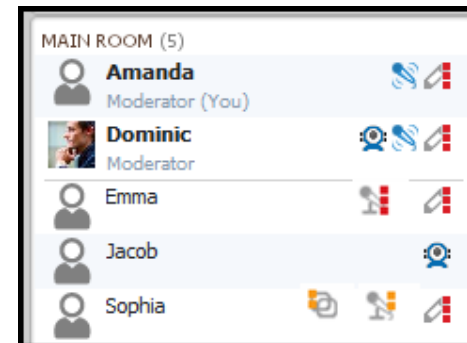 MAIN ROOM (5)
Amanda
Moderator (You)
Dominic
Moderator
Emma
Jacob
Sophia